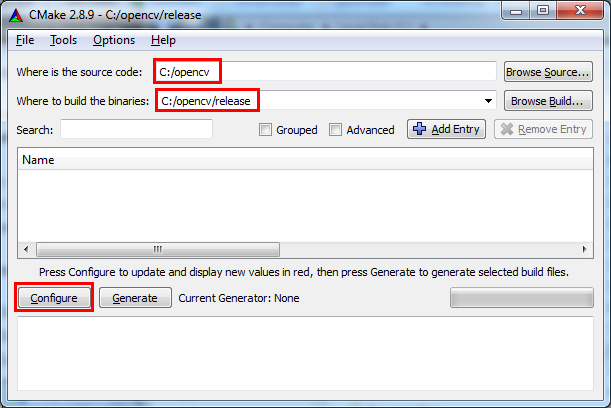 CMake 2.8.9 - C:/opencv/release
File Tools Options Help
Where is the source code: C:/opencv Browse Source...
Where to build the binaries: C:/opencv/release Browse Build...
Search: Grouped Advanced Add Entry Remove Entry
Name
Press Configure to update and display new values in red, then press Generate to generate selected build files.
Configure Generate Current Generator: None